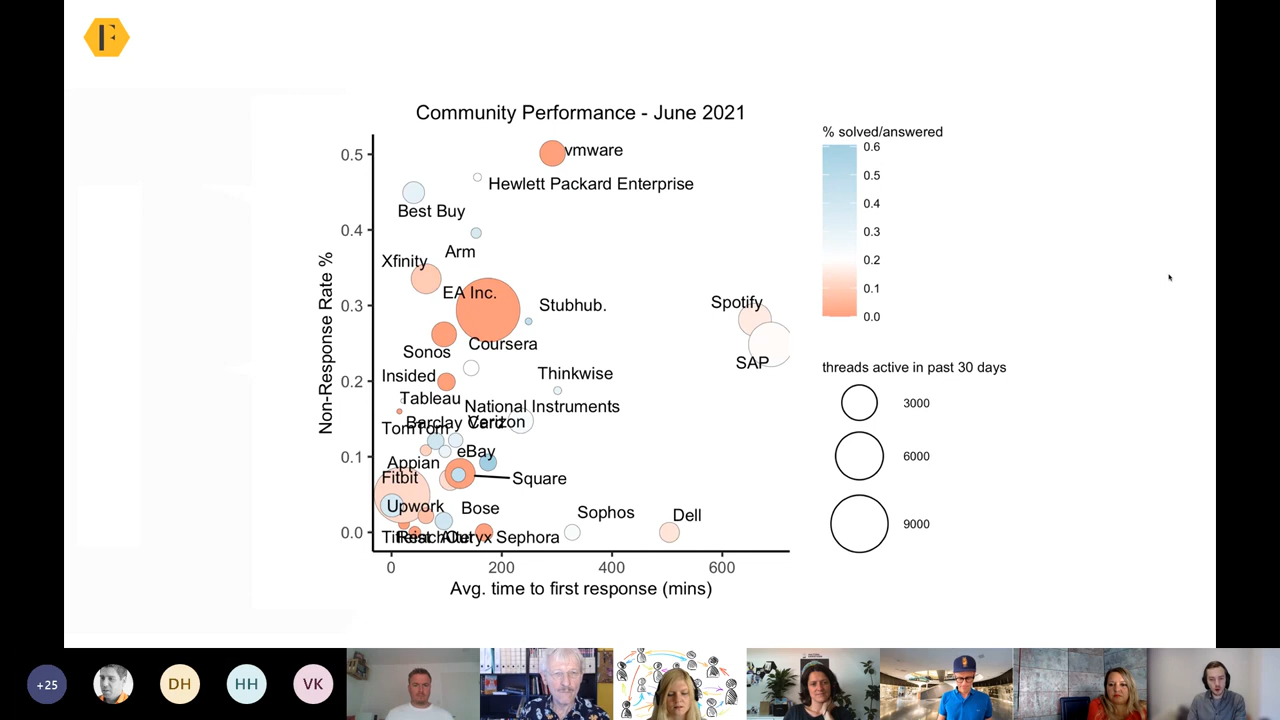 F
Community Performance - June 2021
% solved/answered
0.6
0.5
0.4
0.3
0.2
0.1
0.0
threads active in past 30 days
3000
6000
9000
Non-Response Rate %
0.5
0.4
0.3
0.2
0.1
0.0
vmware
Hewlett Packard Enterprise
Best Buy
Arm
Xfinity
EA Inc.
Stubhub.
Spotify
Coursera
Sonos
SAP
Insided
Thinkwise
Tableau
National Instruments
Barclay Card
Verizon
TomTom
eBay
Appian
Fitbit
Square
Upwork
Bose
Sophos
Dell
Alteryx
Sephora
0
200
400
600
Avg. time to first response (mins)
+25
DH
HH
VK